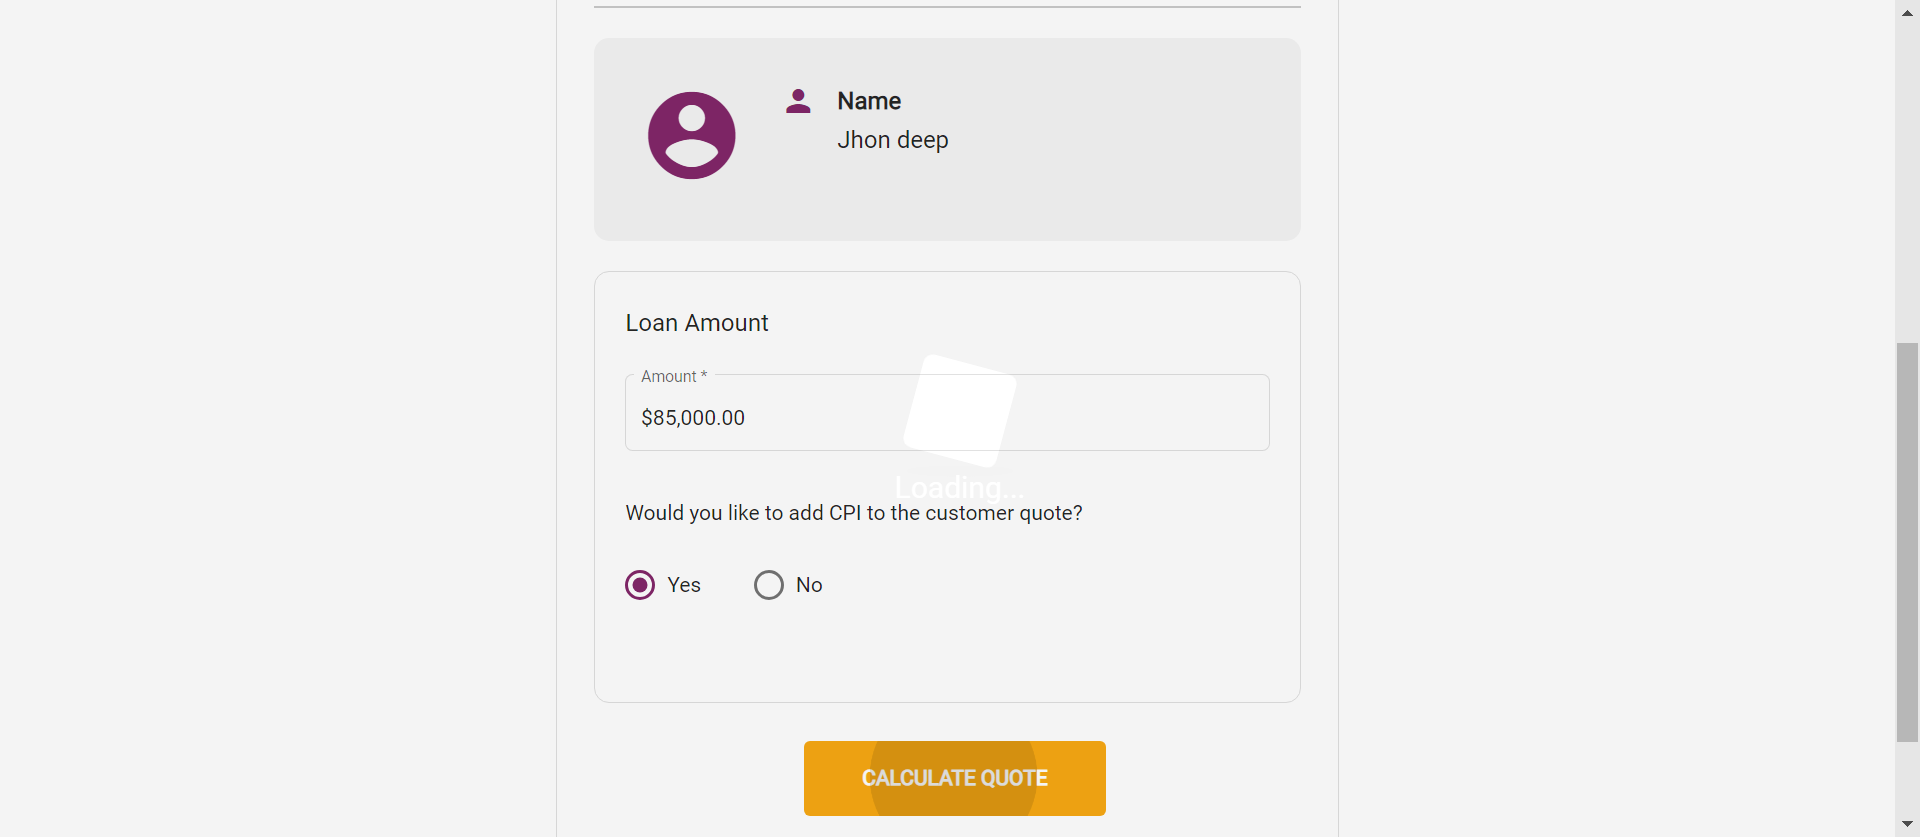 Name
Jhon deep
Loan Amount
Amount *
$85,000.00
Loading...
Would you like to add CPI to the customer quote?
Yes No
CALCULATE QUOTE